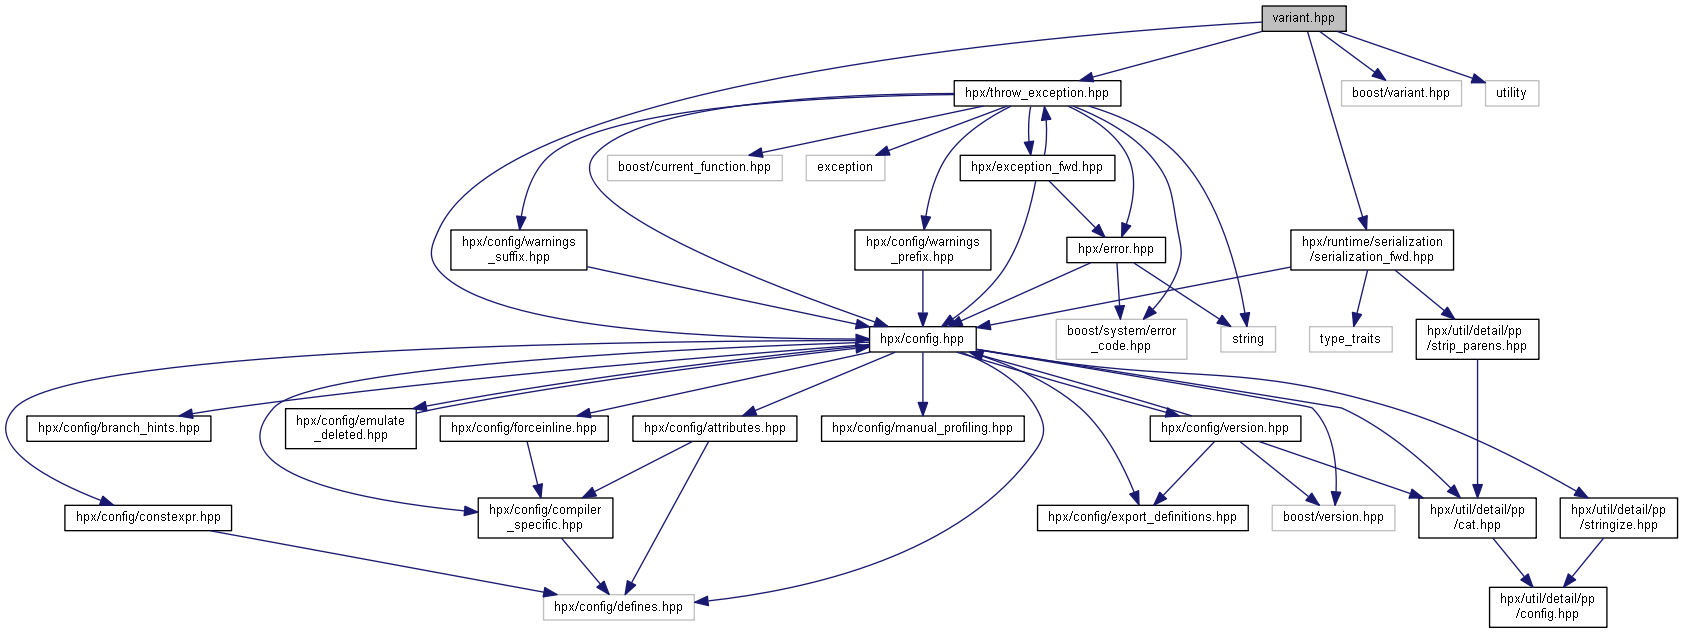 variant.hpp
hpx/throw_exception.hpp
boost/variant.hpp
utility
boost/current_function.hpp
exception
hpx/exception_fwd.hpp
hpx/config/warnings
_suffix.hpp
hpx/config/warnings
_prefix.hpp
hpx/error.hpp
hpx/runtime/serialization
/serialization_fwd.hpp
hpx/config.hpp
boost/system/error
_code.hpp
string
type_traits
hpx/util/detail/pp
/strip_parens.hpp
hpx/config/branch_hints.hpp
hpx/config/emulate
_deleted.hpp
hpx/config/forceinline.hpp
hpx/config/attributes.hpp
hpx/config/manual_profiling.hpp
hpx/config/version.hpp
hpx/config/constexpr.hpp
hpx/config/compiler
_specific.hpp
hpx/config/export_definitions.hpp
boost/version.hpp
hpx/util/detail/pp
/cat.hpp
hpx/util/detail/pp
/stringize.hpp
hpx/config/defines.hpp
hpx/util/detail/pp
/config.hpp